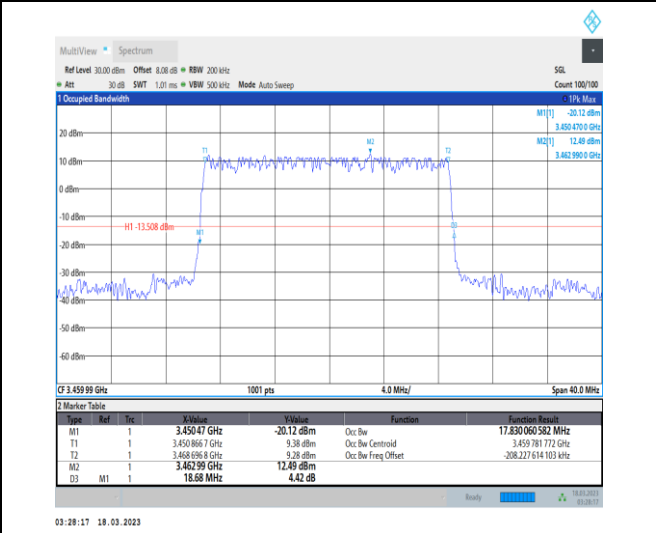 MultiView Spectrum
Ref Level 30.00 dBm Offset 8.08 dB RBW 200 kHz SGL
Att 30 dB SWT 1.01 ms VBW 500 kHz Mode Auto Sweep Count 100/100
1 Occupied Bandwidth 1Pk Max
M1[1] -20.12 dBm
3.450 470 0 GHz
M2[1] 12.49 dBm
3.462 990 0 GHz
20 dBm
M2
T1 T2
10 dBm
0 dBm
-10 dBm
H1 -13.508 dBm
D3
M1
-20 dBm
-30 dBm
-40 dBm
-50 dBm
-60 dBm
CF 3.459 99 GHz 1001 pts 4.0 MHz/ Span 40.0 MHz
2 Marker Table
Type Ref Trc X-Value Y-Value Function Function Result
M1 1 3.450 47 GHz -20.12 dBm Occ Bw 17.830 060 582 MHz
T1 1 3.450 866 7 GHz 9.38 dBm Occ Bw Centroid 3.459 781 772 GHz
T2 1 3.468 696 8 GHz 9.28 dBm Occ Bw Freq Offset -208.227 614 103 kHz
M2 1 3.462 99 GHz 12.49 dBm
D3 M1 1 18.68 MHz 4.42 dB
Ready 18.03.2023
03:28:17
03:28:17 18.03.2023